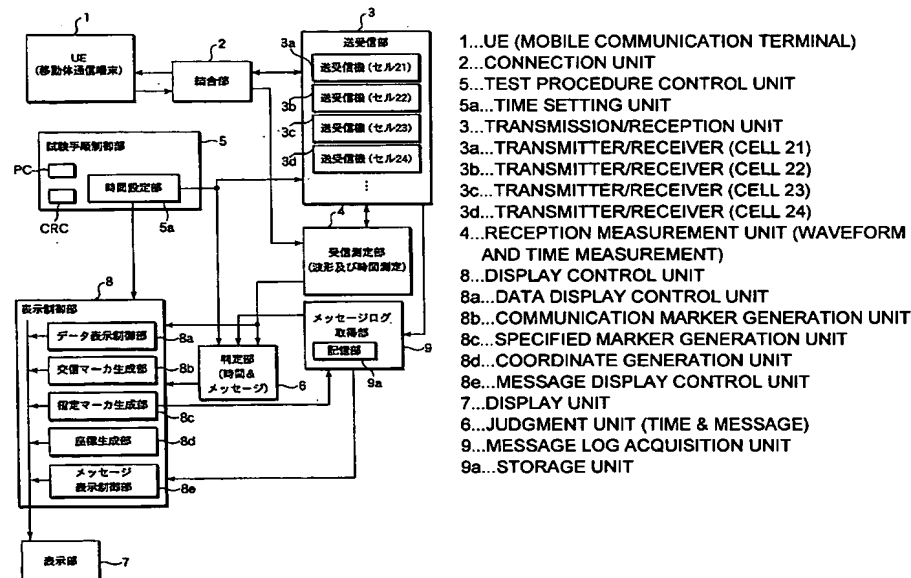 1
UE
(移動体通信端末)
2
結合部
3
送受信部
3a
送受信機(セル21)
3b
送受信機(セル22)
3c
送受信機(セル23)
3d
送受信機(セル24)
⋮
試験手順制御部
5
PC
CRC
時間設定部
5a
4
受信測定部
(波形及び時間測定)
8
表示制御部
データ表示制御部
8a
交信マーカ生成部
8b
指定マーカ生成部
8c
座標生成部
8d
メッセージ
表示制御部
8e
判定部
(時間&
メッセージ)
6
メッセージログ
取得部
9
9a
表示部
7
1...UE (MOBILE COMMUNICATION TERMINAL)
2...CONNECTION UNIT
5...TEST PROCEDURE CONTROL UNIT
5a...TIME SETTING UNIT
3...TRANSMISSION/RECEPTION UNIT
3a...TRANSMITTER/RECEIVER (CELL 21)
3b...TRANSMITTER/RECEIVER (CELL 22)
3c...TRANSMITTER/RECEIVER (CELL 23)
3d...TRANSMITTER/RECEIVER (CELL 24)
4...RECEPTION MEASUREMENT UNIT (WAVEFORM
AND TIME MEASUREMENT)
8...DISPLAY CONTROL UNIT
8a...DATA DISPLAY CONTROL UNIT
8b...COMMUNICATION MARKER GENERATION UNIT
8c...SPECIFIED MARKER GENERATION UNIT
8d...COORDINATE GENERATION UNIT
8e...MESSAGE DISPLAY CONTROL UNIT
7...DISPLAY UNIT
6...JUDGMENT UNIT (TIME & MESSAGE)
9...MESSAGE LOG ACQUISITION UNIT
9a...STORAGE UNIT